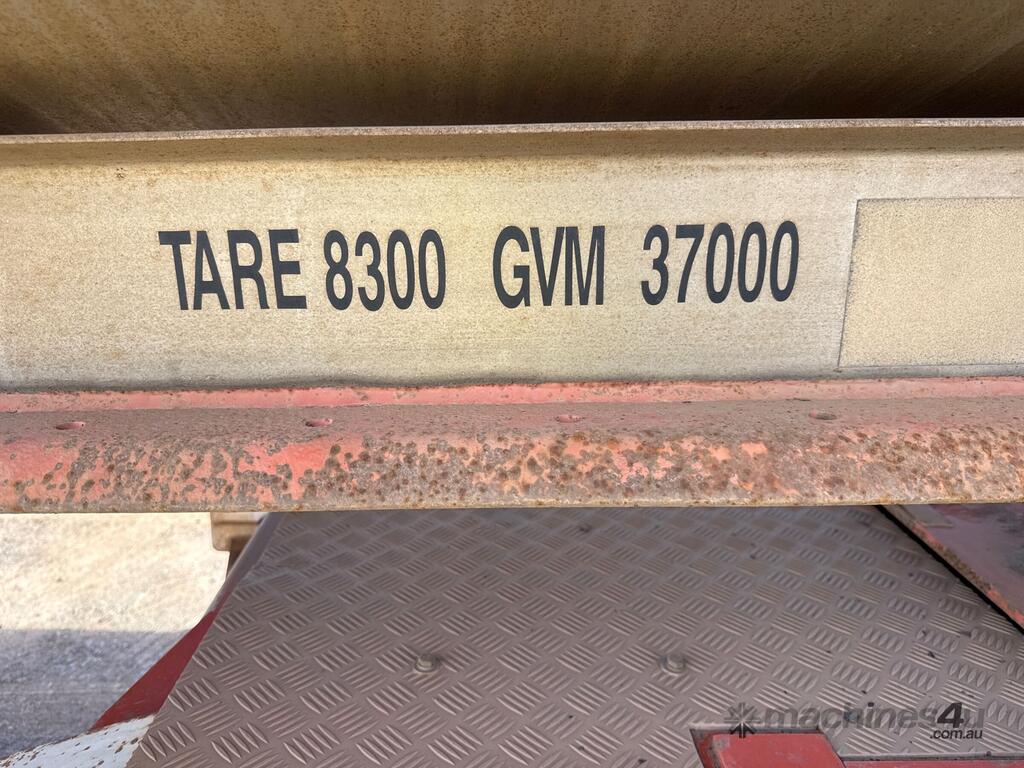 TARE 8300 GVM 37000
machines4u
.com.au